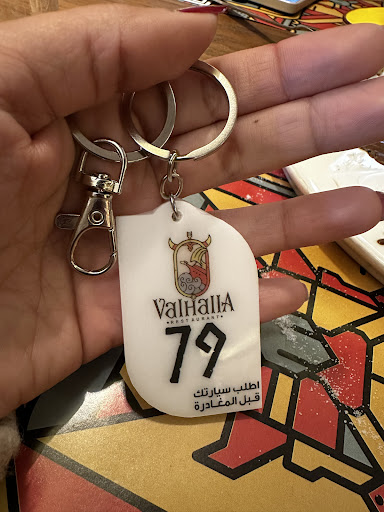 Valhalla
RESTAURANT
79
اطلب سيارتك
قبل المغادرة